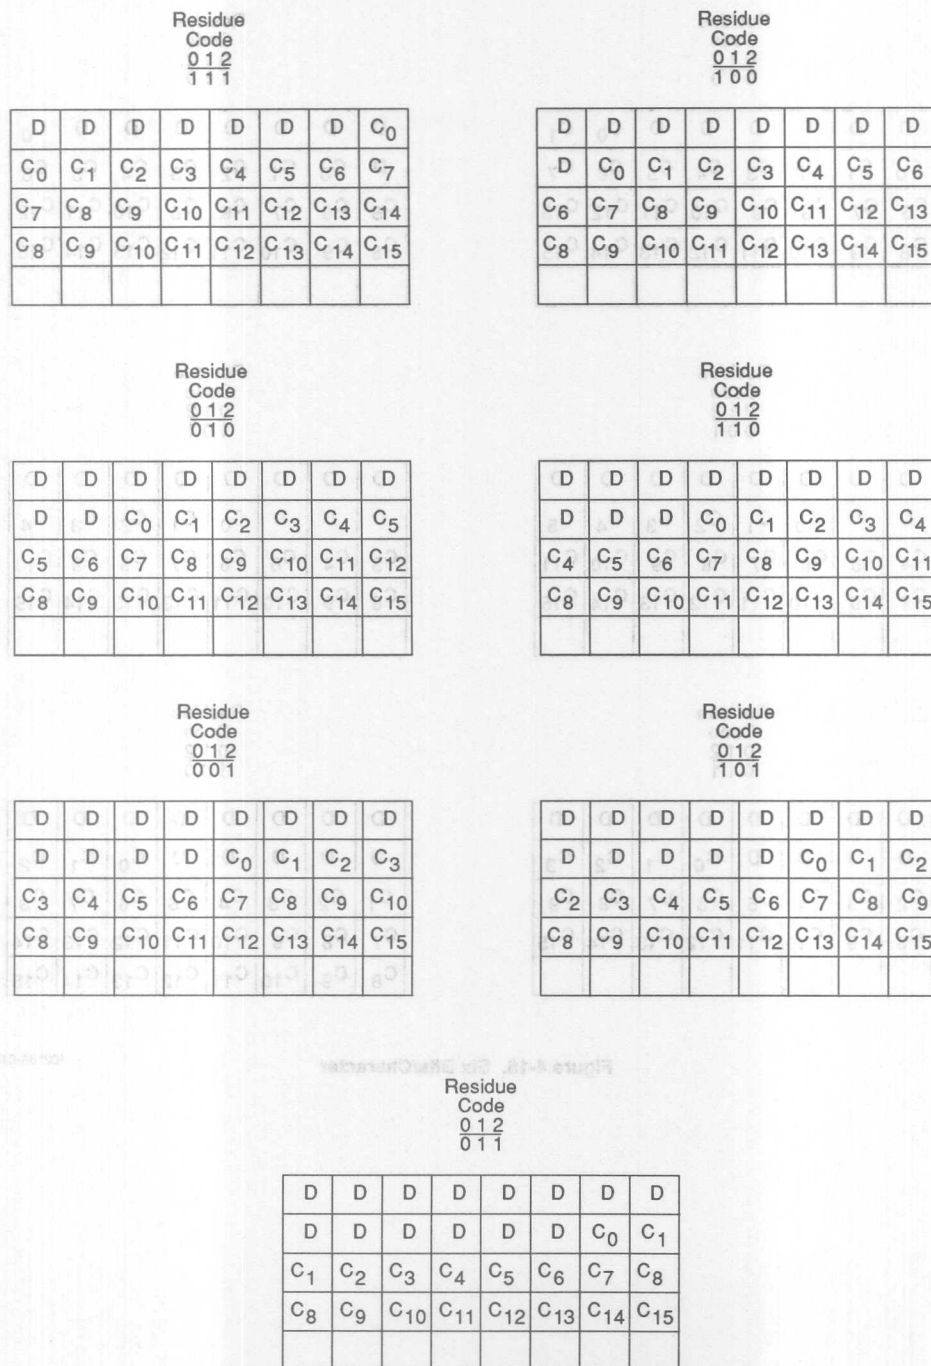 Residue
Code
0 1 2
1 1 1
D D D D D D D C0
C0 C1 C2 C3 C4 C5 C6 C7
C7 C8 C9 C10 C11 C12 C13 C14
C8 C9 C10 C11 C12 C13 C14 C15
Residue
Code
0 1 2
1 0 0
D D D D D D D D
D C0 C1 C2 C3 C4 C5 C6
C6 C7 C8 C9 C10 C11 C12 C13
C8 C9 C10 C11 C12 C13 C14 C15
Residue
Code
0 1 2
0 1 0
D D D D D D D D
D D C0 C1 C2 C3 C4 C5
C5 C6 C7 C8 C9 C10 C11 C12
C8 C9 C10 C11 C12 C13 C14 C15
Residue
Code
0 1 2
1 1 0
D D D D D D D D
D D D C0 C1 C2 C3 C4
C4 C5 C6 C7 C8 C9 C10 C11
C8 C9 C10 C11 C12 C13 C14 C15
Residue
Code
0 1 2
0 0 1
D D D D D D D D
D D D D C0 C1 C2 C3
C3 C4 C5 C6 C7 C8 C9 C10
C8 C9 C10 C11 C12 C13 C14 C15
Residue
Code
0 1 2
1 0 1
D D D D D D D D
D D D D D C0 C1 C2
C2 C3 C4 C5 C6 C7 C8 C9
C8 C9 C10 C11 C12 C13 C14 C15
Figure 4-18. Six Bits/Character
Residue
Code
0 1 2
0 1 1
D D D D D D D D
D D D D D D C0 C1
C1 C2 C3 C4 C5 C6 C7 C8
C8 C9 C10 C11 C12 C13 C14 C15